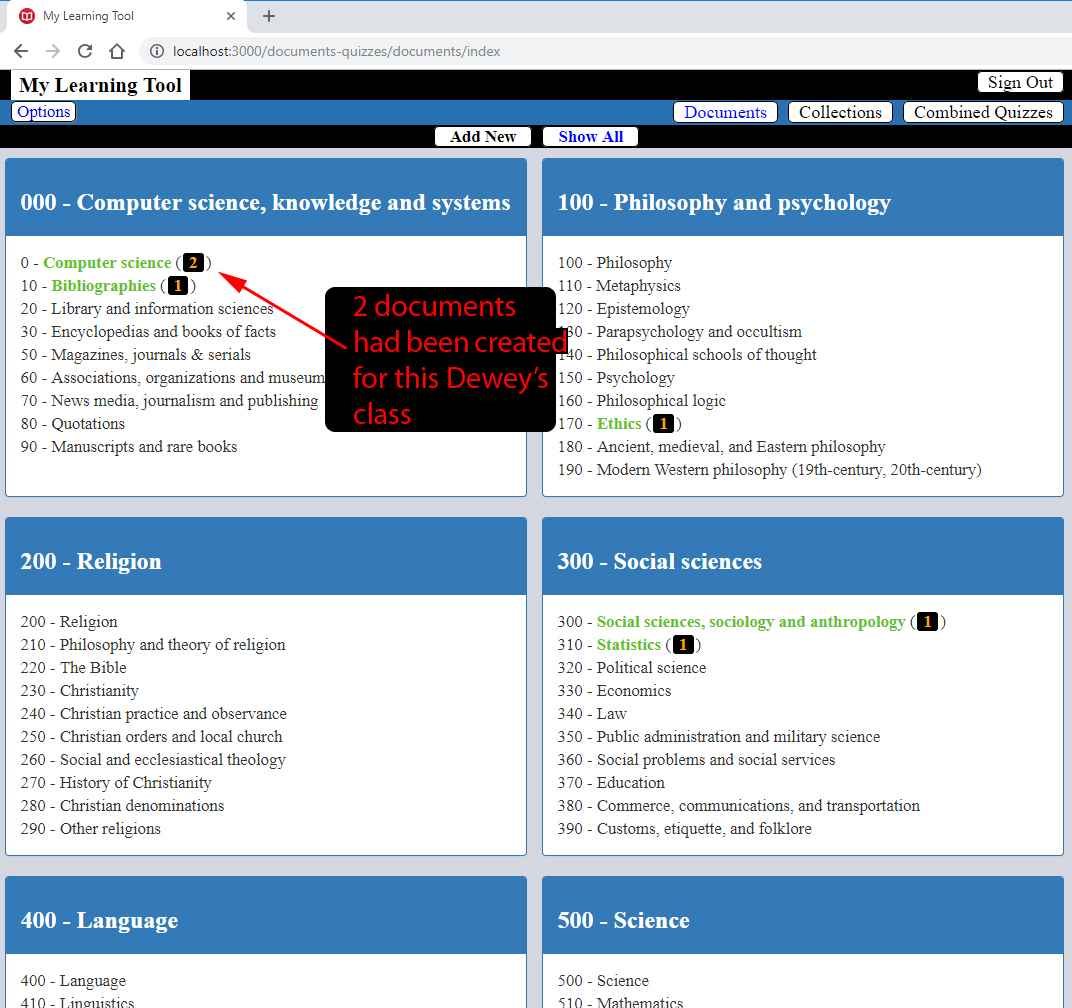 My Learning Tool
localhost:3000/documents-quizzes/documents/index
My Learning Tool
Sign Out
Options
Documents
Collections
Combined Quizzes
Add New
Show All
000 - Computer science, knowledge and systems
0 - Computer science (2)
10 - Bibliographies (1)
20 - Library and information sciences
30 - Encyclopedias and books of facts
50 - Magazines, journals & serials
60 - Associations, organizations and museum
70 - News media, journalism and publishing
80 - Quotations
90 - Manuscripts and rare books
2 documents
had been created
for this Dewey’s
class
100 - Philosophy and psychology
100 - Philosophy
110 - Metaphysics
120 - Epistemology
130 - Parapsychology and occultism
140 - Philosophical schools of thought
150 - Psychology
160 - Philosophical logic
170 - Ethics (1)
180 - Ancient, medieval, and Eastern philosophy
190 - Modern Western philosophy (19th-century, 20th-century)
200 - Religion
200 - Religion
210 - Philosophy and theory of religion
220 - The Bible
230 - Christianity
240 - Christian practice and observance
250 - Christian orders and local church
260 - Social and ecclesiastical theology
270 - History of Christianity
280 - Christian denominations
290 - Other religions
300 - Social sciences
300 - Social sciences, sociology and anthropology (1)
310 - Statistics (1)
320 - Political science
330 - Economics
340 - Law
350 - Public administration and military science
360 - Social problems and social services
370 - Education
380 - Commerce, communications, and transportation
390 - Customs, etiquette, and folklore
400 - Language
400 - Language
410 - Linguistics
500 - Science
500 - Science
510 - Mathematics